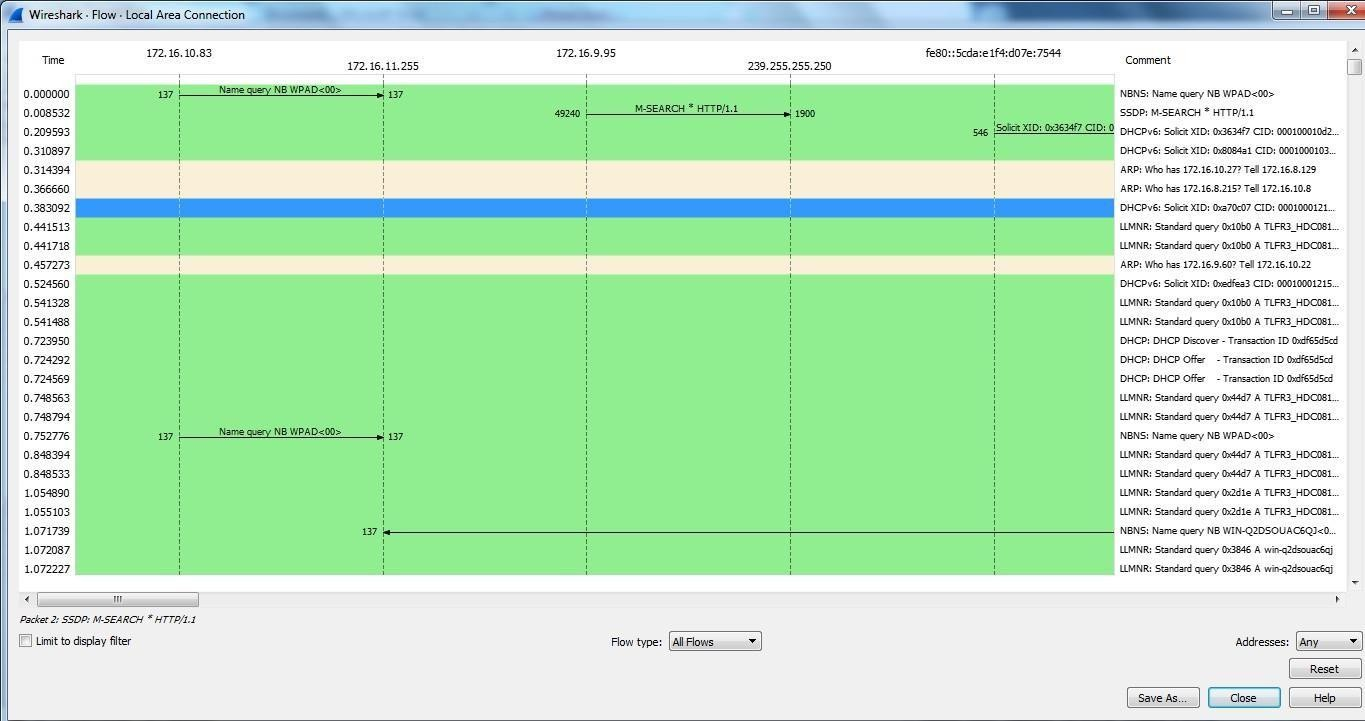 Wireshark · Flow · Local Area Connection
172.16.10.83 172.16.9.95 fe80::5cda:e1f4:d07e:7544
Time 172.16.11.255 239.255.255.250 Comment
0.000000 137 Name query NB WPAD<00> 137 NBNS: Name query NB WPAD<00>
0.008532 49240 M-SEARCH * HTTP/1.1 1900 SSDP: M-SEARCH * HTTP/1.1
0.209593 546 Solicit XID: 0x3634f7 CID: 0 DHCPv6: Solicit XID: 0x3634f7 CID: 000100010d2...
0.310897 DHCPv6: Solicit XID: 0x8084a1 CID: 0001000103...
0.314394 ARP: Who has 172.16.10.27? Tell 172.16.8.129
0.366660 ARP: Who has 172.16.8.215? Tell 172.16.10.8
0.383092 DHCPv6: Solicit XID: 0xa70c07 CID: 0001000121...
0.441513 LLMNR: Standard query 0x10b0 A TLFR3_HDC081...
0.441718 LLMNR: Standard query 0x10b0 A TLFR3_HDC081...
0.457273 ARP: Who has 172.16.9.60? Tell 172.16.10.22
0.524560 DHCPv6: Solicit XID: 0xedfea3 CID: 00010001215...
0.541328 LLMNR: Standard query 0x10b0 A TLFR3_HDC081...
0.541488 LLMNR: Standard query 0x10b0 A TLFR3_HDC081...
0.723950 DHCP: DHCP Discover - Transaction ID 0xdf65d5cd
0.724292 DHCP: DHCP Offer - Transaction ID 0xdf65d5cd
0.724569 DHCP: DHCP Offer - Transaction ID 0xdf65d5cd
0.748563 LLMNR: Standard query 0x44d7 A TLFR3_HDC081...
0.748794 LLMNR: Standard query 0x44d7 A TLFR3_HDC081...
0.752776 137 Name query NB WPAD<00> 137 NBNS: Name query NB WPAD<00>
0.848394 LLMNR: Standard query 0x44d7 A TLFR3_HDC081...
0.848533 LLMNR: Standard query 0x44d7 A TLFR3_HDC081...
1.054890 LLMNR: Standard query 0x2d1e A TLFR3_HDC081...
1.055103 LLMNR: Standard query 0x2d1e A TLFR3_HDC081...
1.071739 137 NBNS: Name query NB WIN-Q2DSOUAC6QJ<0...
1.072087 LLMNR: Standard query 0x3846 A win-q2dsouac6qj
1.072227 LLMNR: Standard query 0x3846 A win-q2dsouac6qj
Packet 2: SSDP: M-SEARCH * HTTP/1.1
Limit to display filter Flow type: All Flows Addresses: Any
Reset
Save As... Close Help